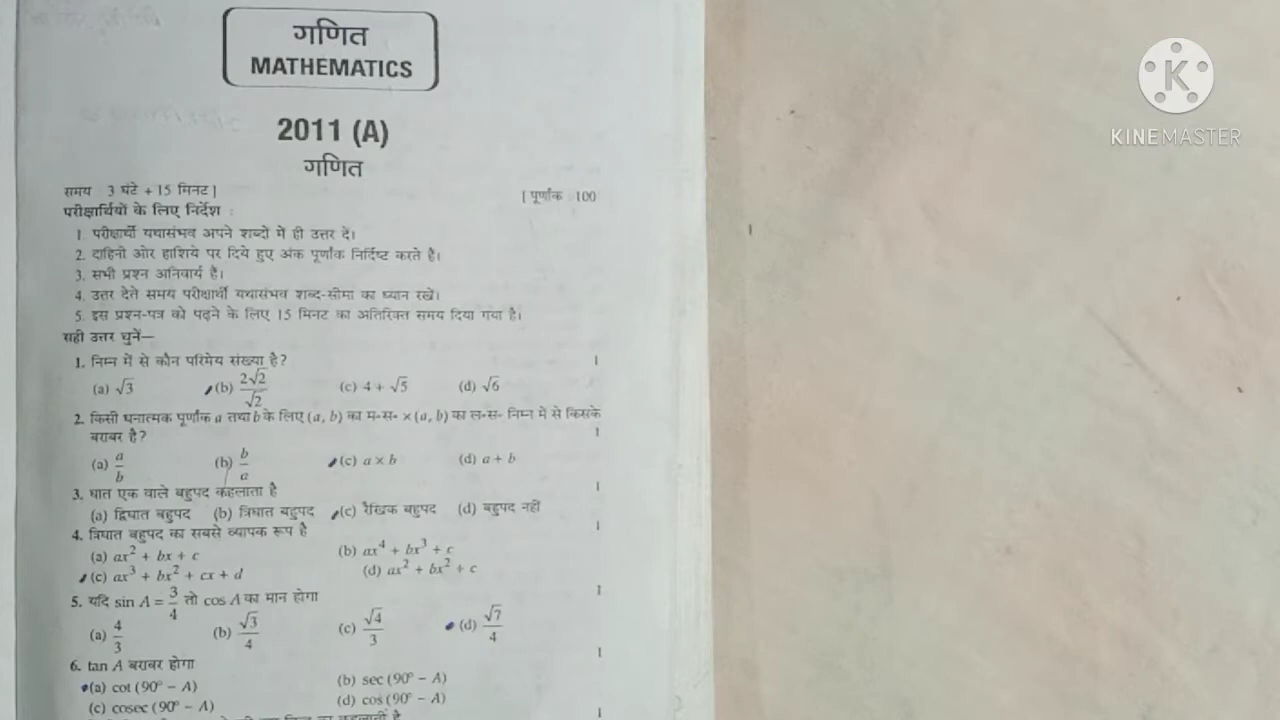 गणित
MATHEMATICS
2011 (A)
गणित
समय : 3 घंटे + 15 मिनट ] [ पूर्णांक : 100
परीक्षार्थियों के लिए निर्देश :
1. परीक्षार्थी यथासंभव अपने शब्दों में ही उत्तर दें।
2. दाहिनी ओर हाशिये पर दिये हुए अंक पूर्णांक निर्दिष्ट करते हैं।
3. सभी प्रश्न अनिवार्य हैं।
4. उत्तर देते समय परीक्षार्थी यथासंभव शब्द-सीमा का ध्यान रखें।
5. इस प्रश्न-पत्र को पढ़ने के लिए 15 मिनट का अतिरिक्त समय दिया गया है।
सही उत्तर चुनें—
1. निम्न में से कौन परिमेय संख्या है? 1
(a) √3 (b) 2√2/√2 (c) 4 + √5 (d) √6
2. किसी धनात्मक पूर्णांक a तथा b के लिए (a, b) का म॰स॰ × (a, b) का ल॰स॰ निम्न में से किसके
बराबर है? 1
(a) a/b (b) b/a (c) a × b (d) a + b
3. घात एक वाले बहुपद कहलाता है 1
(a) द्विघात बहुपद (b) त्रिघात बहुपद (c) रैखिक बहुपद (d) बहुपद नहीं
4. त्रिघात बहुपद का सबसे व्यापक रूप है 1
(a) ax² + bx + c (b) ax⁴ + bx³ + c
(c) ax³ + bx² + cx + d (d) ax² + bx² + c
5. यदि sin A = 3/4 तो cos A का मान होगा 1
(a) 4/3 (b) √3/4 (c) √4/3 (d) √7/4
6. tan A बराबर होगा 1
(a) cot (90° − A) (b) sec (90° − A)
(c) cosec (90° − A) (d) cos (90° − A)
1
KINEMASTER